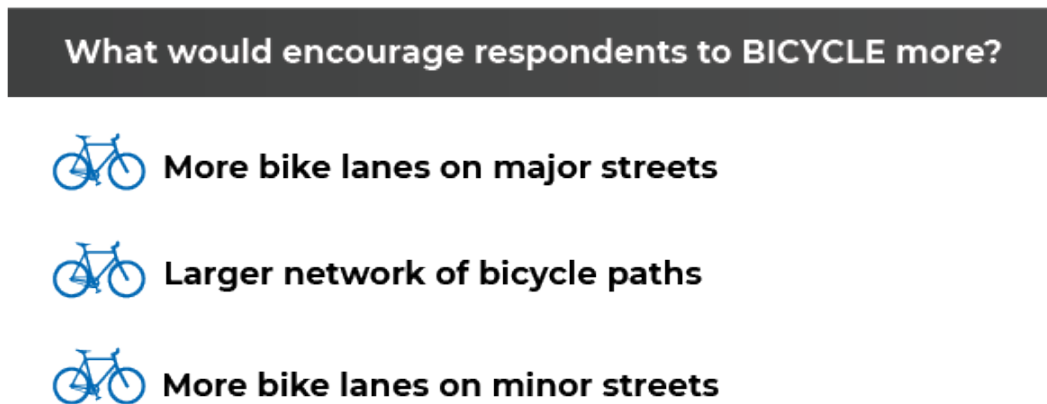 What would encourage respondents to BICYCLE more?
More bike lanes on major streets
Larger network of bicycle paths
More bike lanes on minor streets